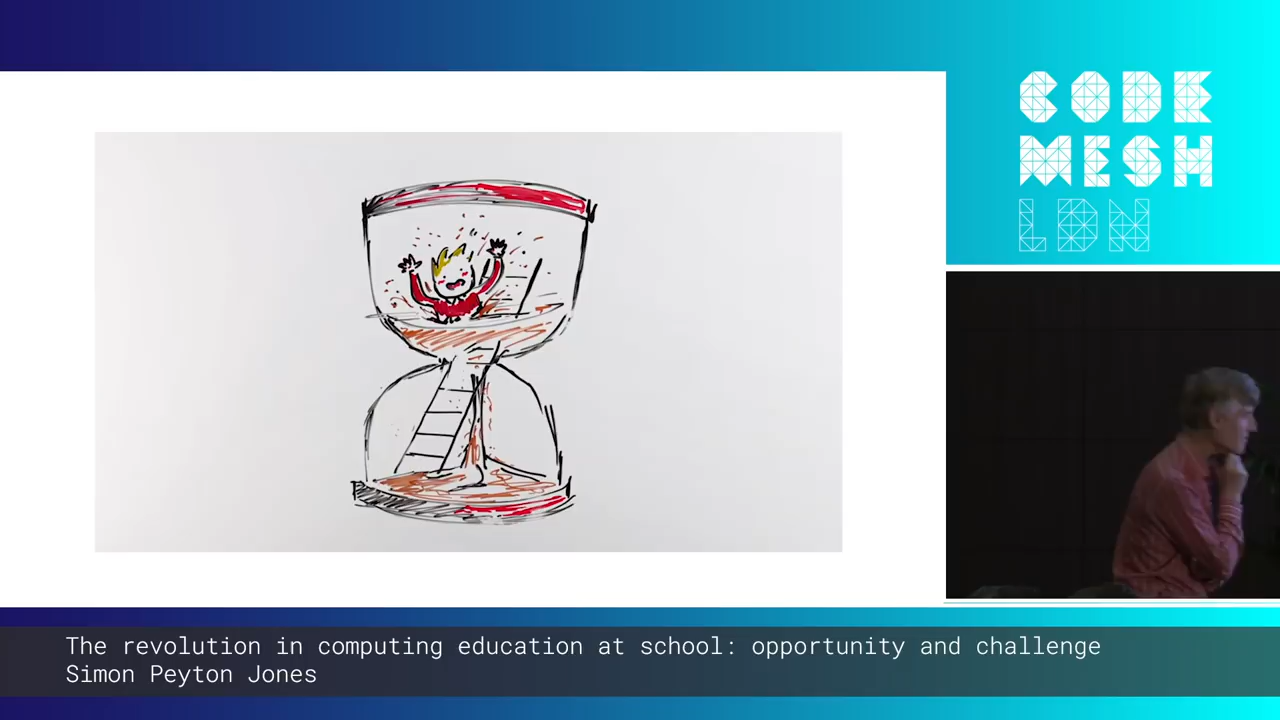 CODE
MESH
LDN
The revolution in computing education at school: opportunity and challenge
Simon Peyton Jones